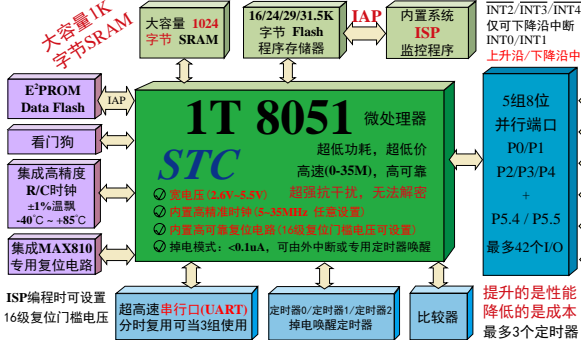 大容量1K
字节SRAM
大容量 1024
字节 SRAM
16/24/29/31.5K
字节 Flash
程序存储器
IAP
内置系统
ISP
监控程序
INT2/INT3/INT4
仅可下降沿中断
INT0/INT1
上升沿/下降沿中
E²PROM
Data Flash
IAP
看门狗
集成高精度
R/C时钟
±1%温飘
-40℃～+85℃
集成MAX810
专用复位电路
1T 8051 微处理器
STC
超低功耗，超低价
高速(0-35M)，高可靠
超强抗干扰，无法解密
宽电压(2.6V~5.5V)
内置高精准时钟(5~35MHz 任意设置)
内置高可靠复位电路(16级复位门槛电压可设置)
掉电模式：<0.1uA，可由外中断或专用定时器唤醒
5组8位
并行端口
P0/P1
P2/P3/P4
+
P5.4 / P5.5
最多42个I/O
ISP编程时可设置
16级复位门槛电压
超高速串行口(UART)
分时复用可当3组使用
定时器0/定时器1/定时器2
掉电唤醒定时器
比较器
提升的是性能
降低的是成本
最多3个定时器